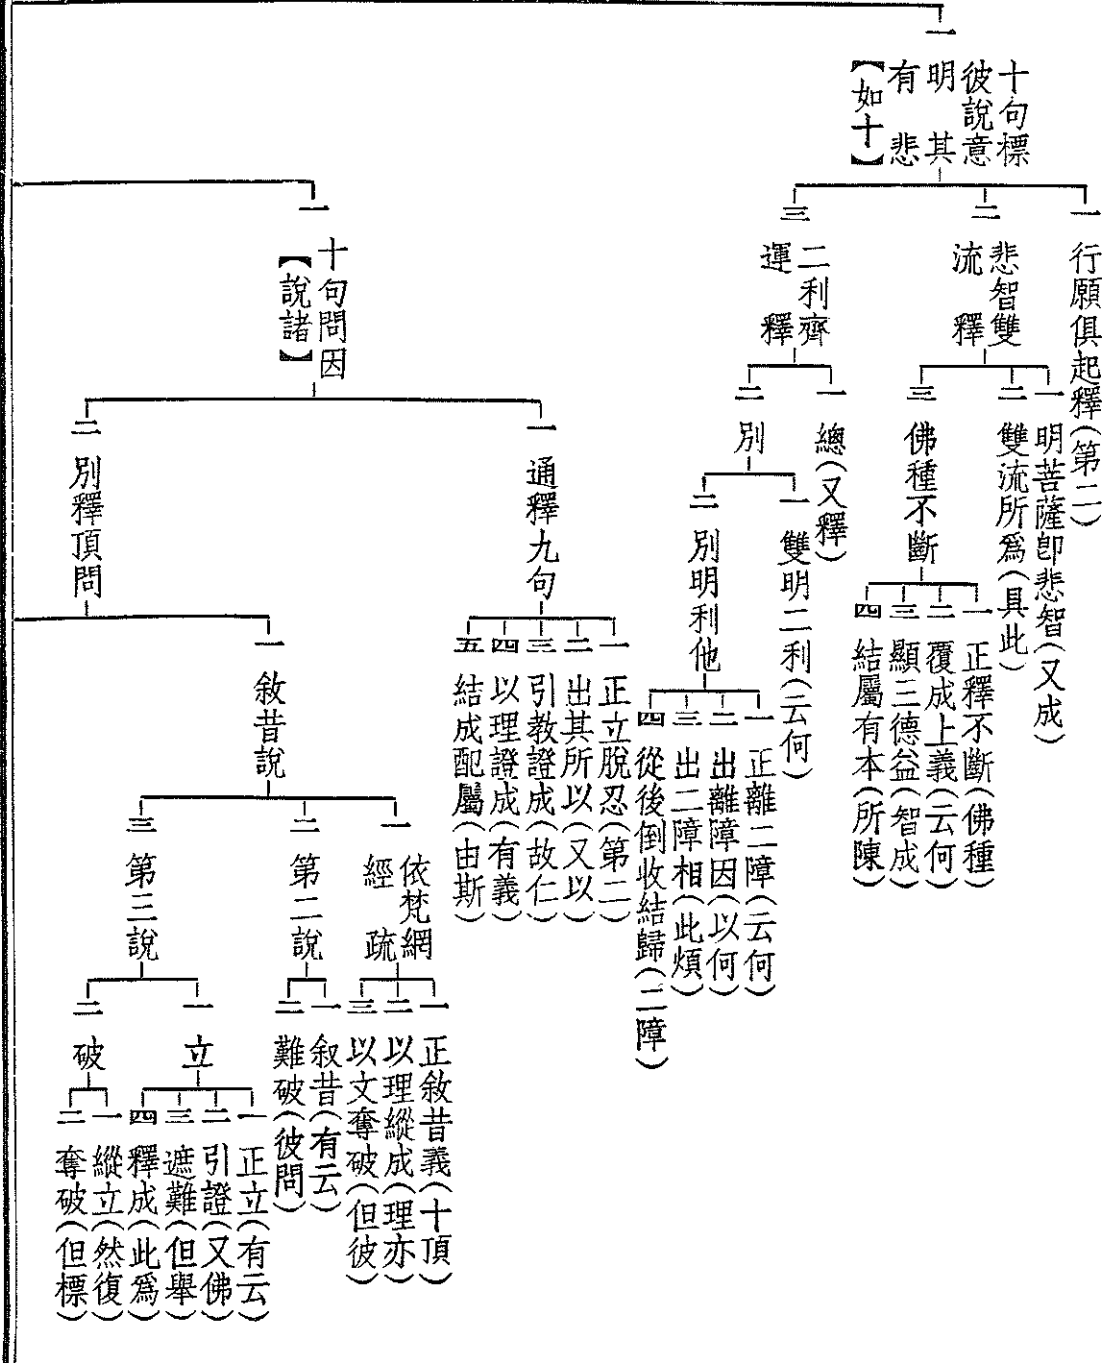 一
十句標
彼說意
明其
有悲
【如十】
一 行願俱起釋(第二)
二 悲智雙
流釋
一 明菩薩卽悲智(又成)
二 雙流所爲(具此)
三 佛種不斷
一 正釋不斷(佛種)
二 覆成上義(云何)
三 顯三德益(智成)
四 結屬有本(所陳)
三 二利齊
運釋
一 總(又釋)
二 別
一 雙明二利(云何)
二 別明利他
一 正離二障(云何)
二 出離障因(以何)
三 出二障相(此煩)
四 從後倒收結歸(二障)
一 十句問因
【說諸】
一 通釋九句
一 正立脫忍(第二)
二 出其所以(又以)
三 引教證成(故仁)
四 以理證成(有義)
五 結成配屬(由斯)
二 別釋頂問
一 敘昔說
一 依梵網
經疏
一 正敘昔義(十頂)
二 以理縱成(理亦)
三 以文奪破(但彼)
二 第二說
一 叙昔(有云)
二 難破(彼問)
三 第三說
一 立
一 正立(有云)
二 引證(又佛)
三 遮難(但舉)
四 釋成(此爲)
二 破
一 縱立(然復)
二 奪破(但標)